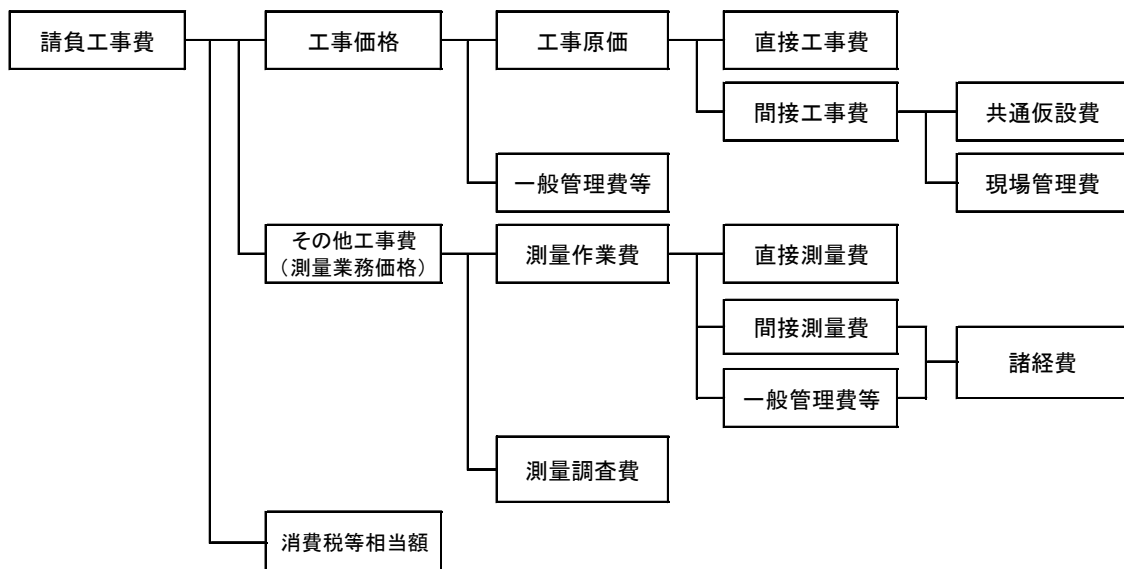 請負工事費
工事価格
工事原価
直接工事費
間接工事費
共通仮設費
現場管理費
一般管理費等
その他工事費
（測量業務価格）
測量作業費
直接測量費
間接測量費
一般管理費等
諸経費
測量調査費
消費税等相当額